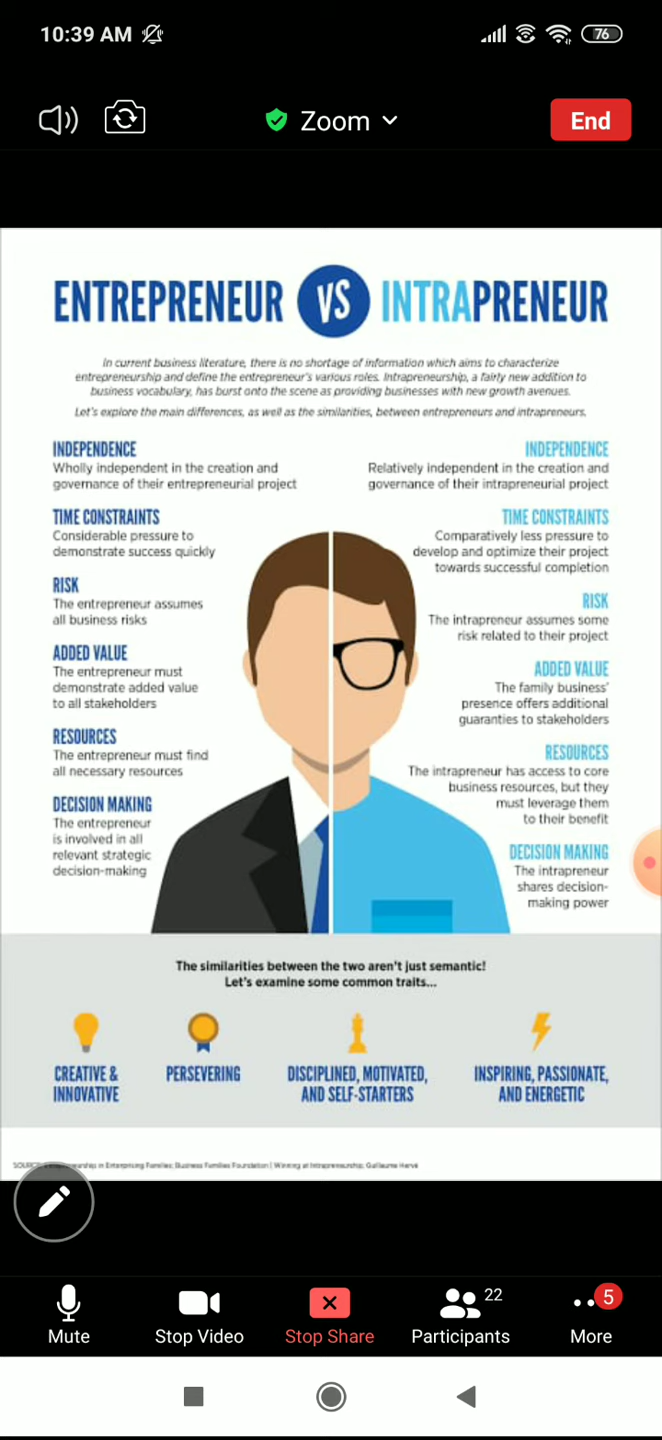 10:39 AM
76
Zoom
End
ENTREPRENEUR VS INTRAPRENEUR
In current business literature, there is no shortage of information which aims to characterize
entrepreneurship and define the entrepreneur's various roles. Intrapreneurship, a fairly new addition to
business vocabulary, has burst onto the scene as providing businesses with new growth avenues.
Let's explore the main differences, as well as the similarities, between entrepreneurs and intrapreneurs.
INDEPENDENCE
Wholly independent in the creation and
governance of their entrepreneurial project
TIME CONSTRAINTS
Considerable pressure to
demonstrate success quickly
RISK
The entrepreneur assumes
all business risks
ADDED VALUE
The entrepreneur must
demonstrate added value
to all stakeholders
RESOURCES
The entrepreneur must find
all necessary resources
DECISION MAKING
The entrepreneur
is involved in all
relevant strategic
decision-making
INDEPENDENCE
Relatively independent in the creation and
governance of their intrapreneurial project
TIME CONSTRAINTS
Comparatively less pressure to
develop and optimize their project
towards successful completion
RISK
The intrapreneur assumes some
risk related to their project
ADDED VALUE
The family business'
presence offers additional
guaranties to stakeholders
RESOURCES
The intrapreneur has access to core
business resources, but they
must leverage them
to their benefit
DECISION MAKING
The intrapreneur
shares decision-
making power
The similarities between the two aren't just semantic!
Let's examine some common traits...
CREATIVE &
INNOVATIVE
PERSEVERING
DISCIPLINED, MOTIVATED,
AND SELF-STARTERS
INSPIRING, PASSIONATE,
AND ENERGETIC
in Enterprising Families; Business Families Foundation | Winning at Intrapreneurship, Guillaume Hervé
22
5
Mute
Stop Video
Stop Share
Participants
More